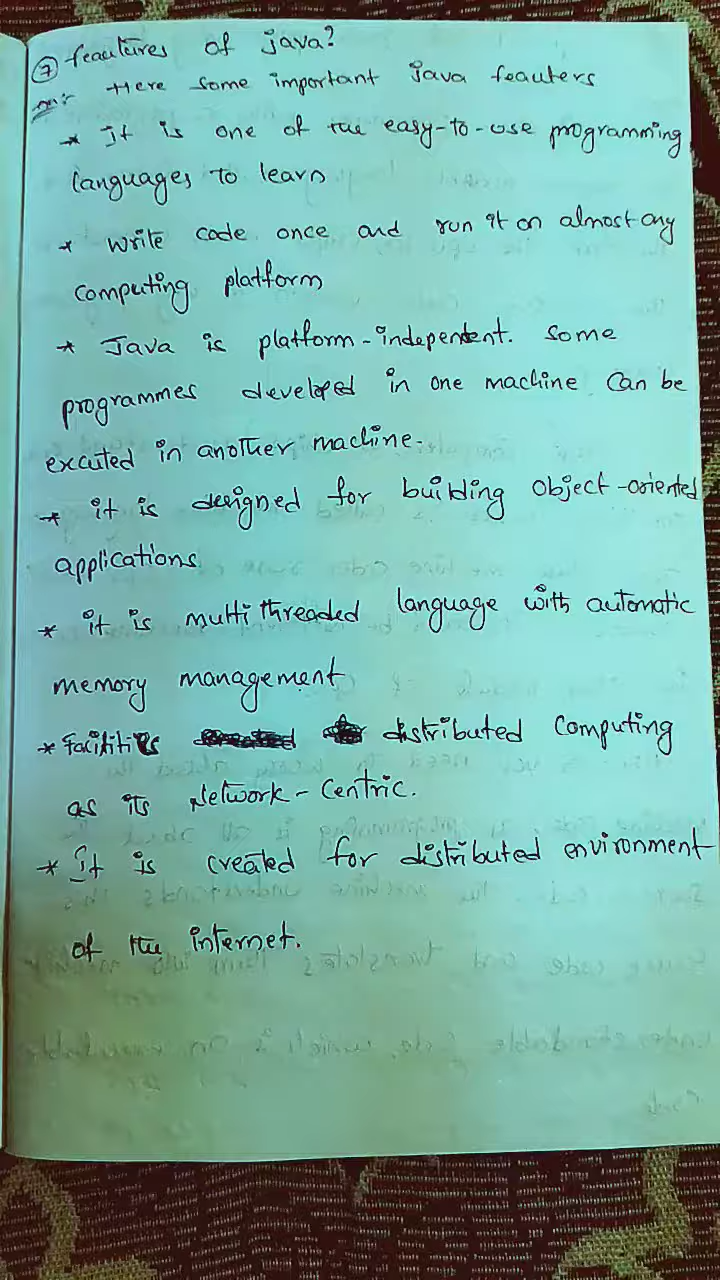 ⑦ feautures of java?
Ans:- Here some important java feauters
* It is one of the easy-to-use programming
languages to learn
* write code once and run it on almost any
computing platform
* Java is platform-independent. some
programmes developed in one machine can be
excuted in another machine.
* it is designed for building object-oriented
applications
* it is multi threaded language with automatic
memory management
* Facilities distributed computing
as its Network-centric.
* It is created for distributed environment
of the internet.